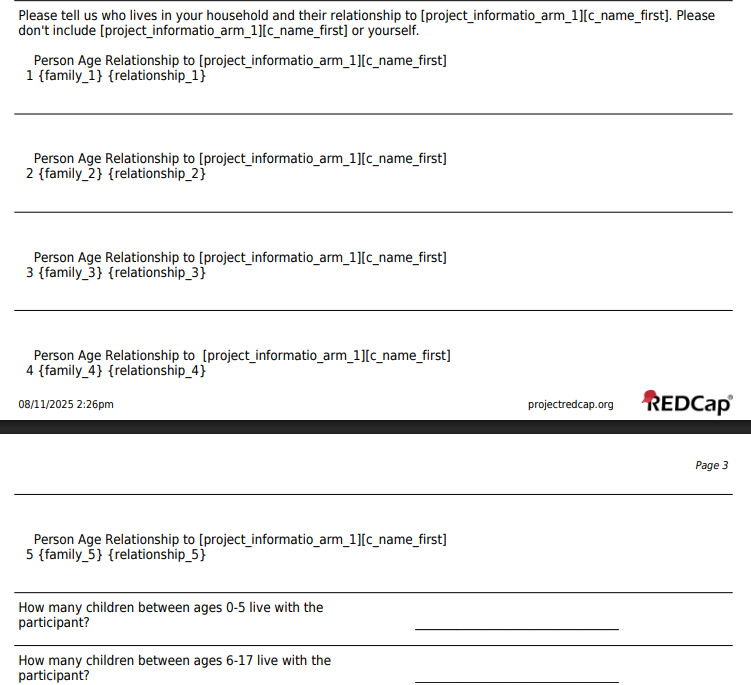 Please tell us who lives in your household and their relationship to [project_informatio_arm_1][c_name_first]. Please
don't include [project_informatio_arm_1][c_name_first] or yourself.
Person Age Relationship to [project_informatio_arm_1][c_name_first]
1 {family_1} {relationship_1}
Person Age Relationship to [project_informatio_arm_1][c_name_first]
2 {family_2} {relationship_2}
Person Age Relationship to [project_informatio_arm_1][c_name_first]
3 {family_3} {relationship_3}
Person Age Relationship to [project_informatio_arm_1][c_name_first]
4 {family_4} {relationship_4}
08/11/2025 2:26pm projectredcap.org REDCap®
Page 3
Person Age Relationship to [project_informatio_arm_1][c_name_first]
5 {family_5} {relationship_5}
How many children between ages 0-5 live with the
participant?
How many children between ages 6-17 live with the
participant?